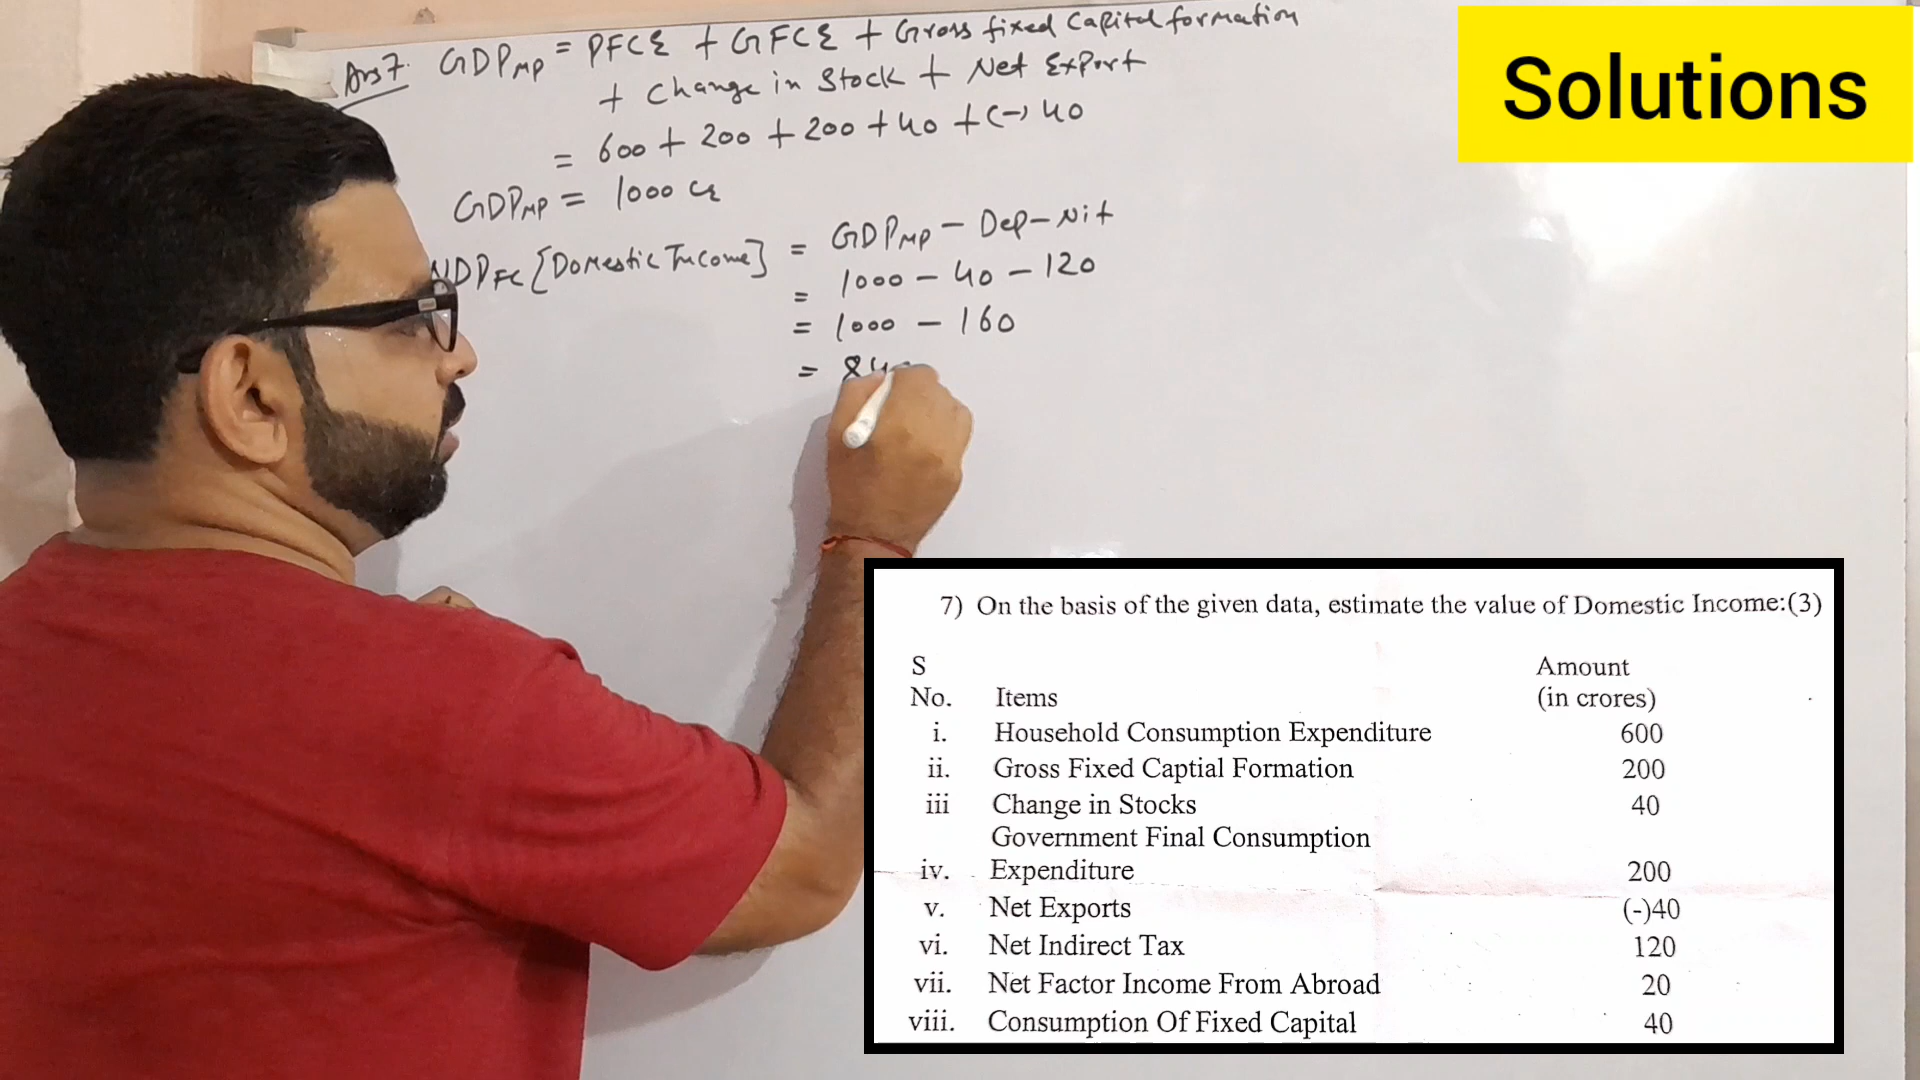 Ans 7. GDPMP = PFCE + GFCE + Gross fixed Capital formation
+ Change in Stock + Net Export
= 600 + 200 + 200 + 40 + (-) 40
GDPMP = 1000 Cr
NDPFC [Domestic Income] = GDPMP - Dep - Nit
= 1000 - 40 - 120
= 1000 - 160
= 840
Solutions
7) On the basis of the given data, estimate the value of Domestic Income:(3)
S No. Items Amount (in crores)
i. Household Consumption Expenditure 600
ii. Gross Fixed Captial Formation 200
iii Change in Stocks 40
Government Final Consumption
iv. Expenditure 200
v. Net Exports (-)40
vi. Net Indirect Tax 120
vii. Net Factor Income From Abroad 20
viii. Consumption Of Fixed Capital 40